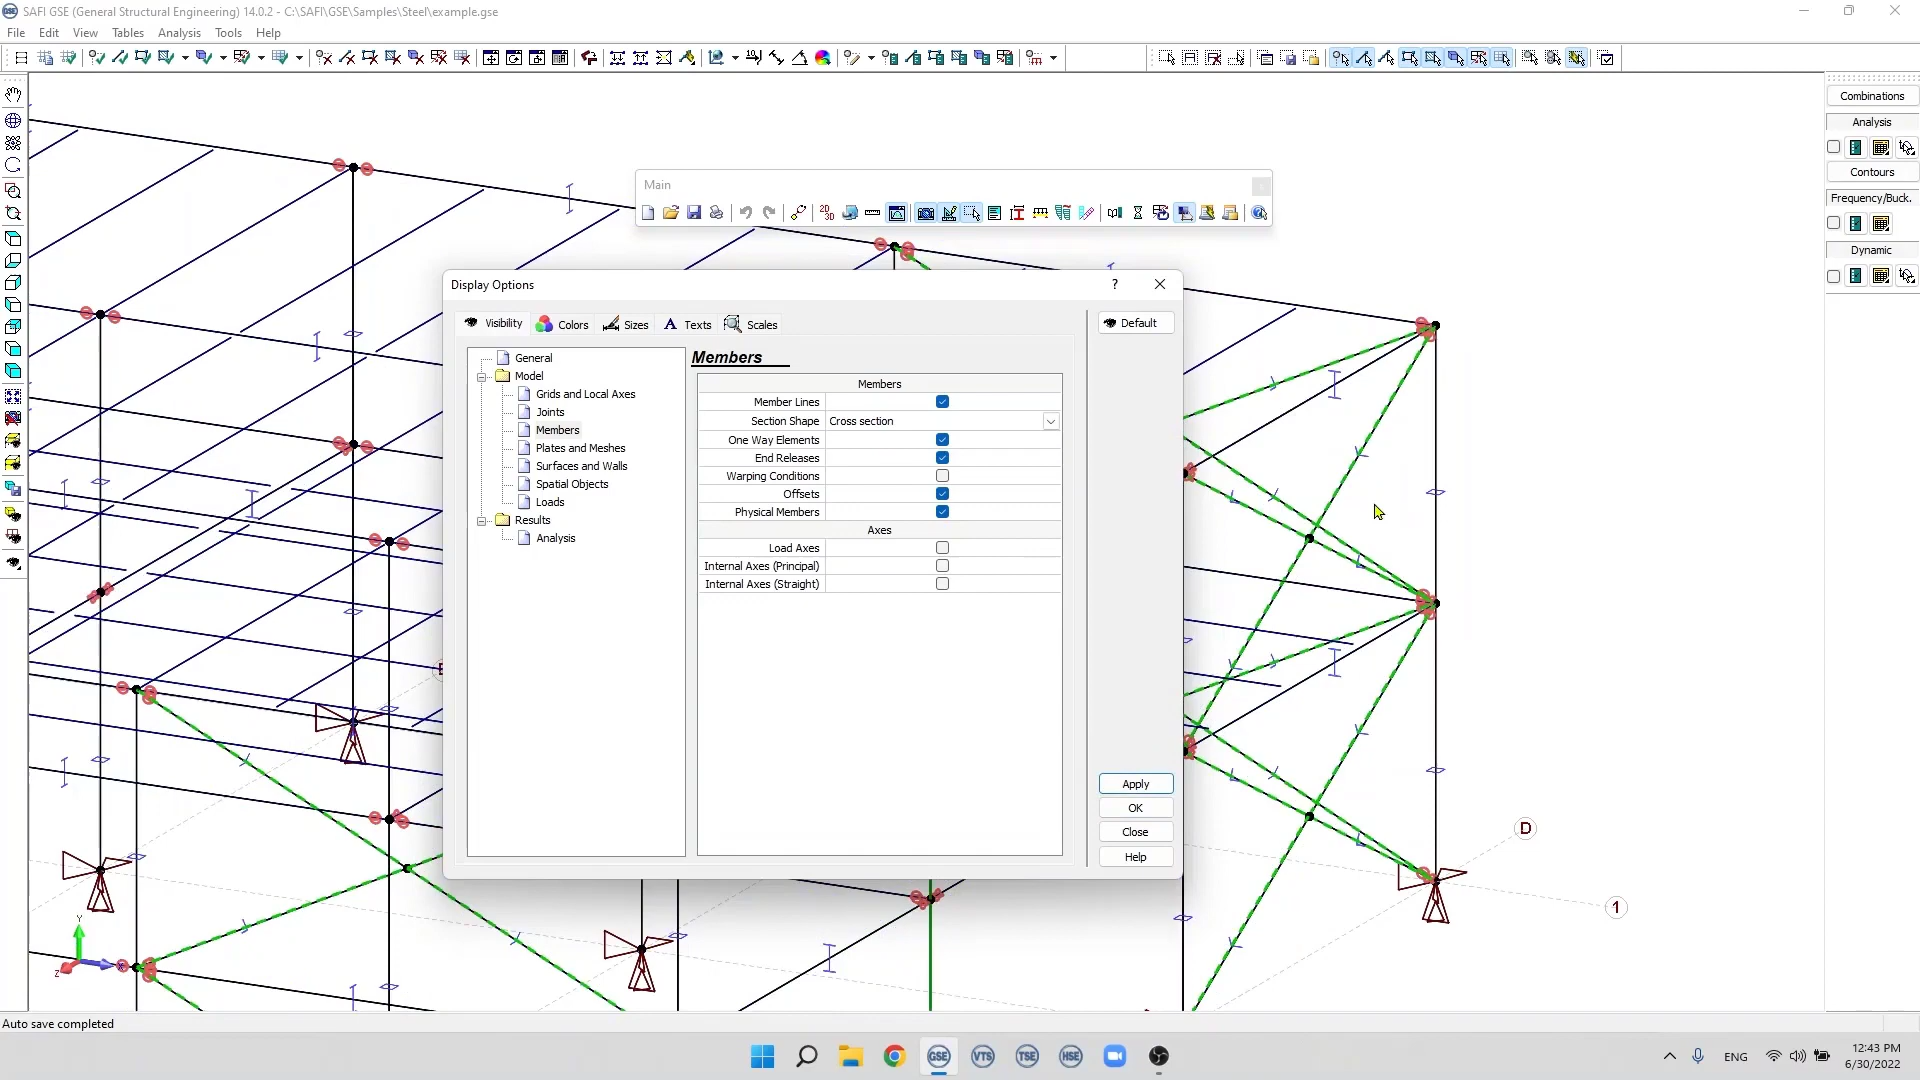 SAFI GSE (General Structural Engineering) 14.0.2 - C:\SAFI\GSE\Samples\Steel\example.gse
File Edit View Tables Analysis Tools Help
Combinations
Analysis
Contours
Frequency/Buck.
Dynamic
Main
Display Options
Visibility Colors Sizes Texts Scales
Default
General
Model
Grids and Local Axes
Joints
Members
Plates and Meshes
Surfaces and Walls
Spatial Objects
Loads
Results
Analysis
Members
Members
Member Lines
Section Shape Cross section
One Way Elements
End Releases
Warping Conditions
Offsets
Physical Members
Axes
Load Axes
Internal Axes (Principal)
Internal Axes (Straight)
Apply
OK
Close
Help
D
1
Y
X
Z
Auto save completed
GSE VTS TSE HSE
ENG
12:43 PM
6/30/2022